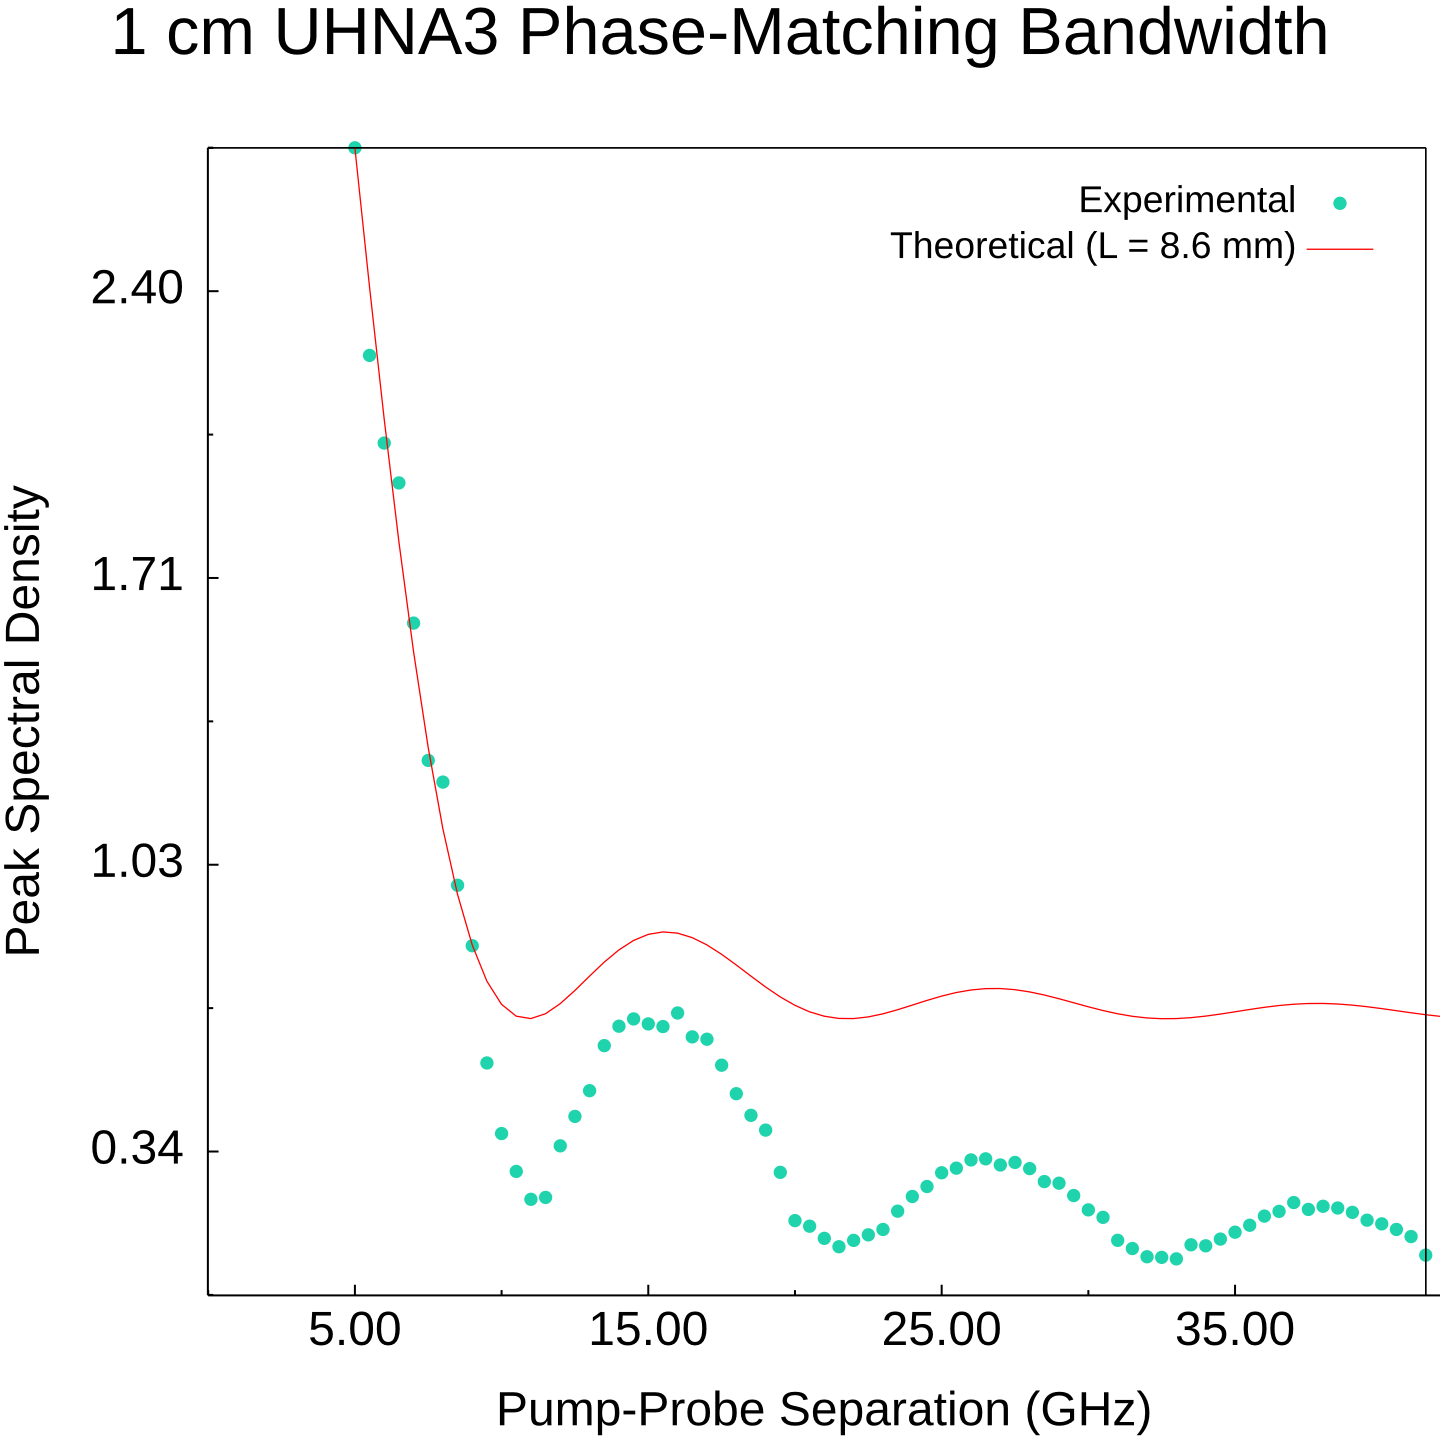 1 cm UHNA3 Phase-Matching Bandwidth
Experimental
Theoretical (L = 8.6 mm)
2.40
1.71
1.03
0.34
Peak Spectral Density
5.00 15.00 25.00 35.00
Pump-Probe Separation (GHz)